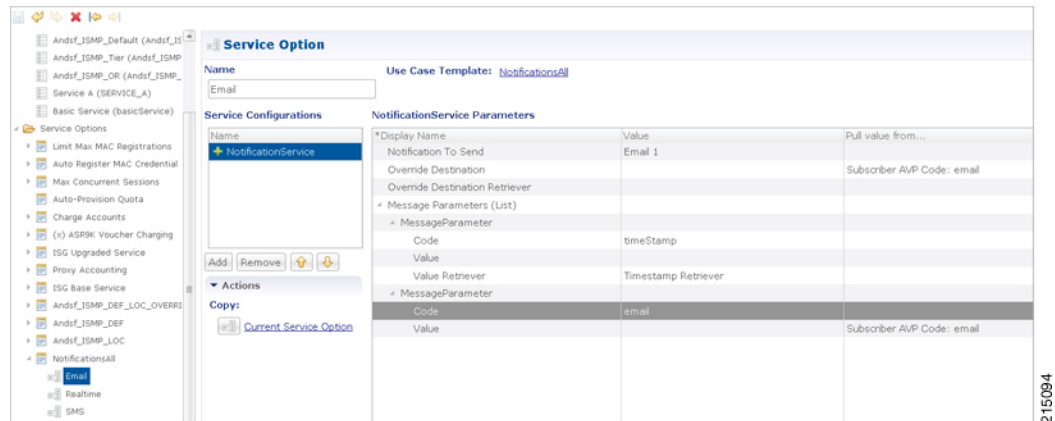 Andsf_ISMP_Default (Andsf_IS
Andsf_ISMP_Tier (Andsf_ISMP
Andsf_ISMP_OR (Andsf_ISMP_
Service A (SERVICE_A)
Basic Service (basicService)
Service Options
Limit Max MAC Registrations
Auto Register MAC Credential
Max Concurrent Sessions
Auto-Provision Quota
Charge Accounts
(x) ASR9K Voucher Charging
ISG Upgraded Service
Proxy Accounting
ISG Base Service
Andsf_ISMP_DEF_LOC_OVERRI
Andsf_ISMP_DEF
Andsf_ISMP_LOC
NotificationsAll
Email
Realtime
SMS
Service Option
Name
Use Case Template: NotificationsAll
Email
Service Configurations
Name
NotificationService
Add Remove
Actions
Copy:
Current Service Option
NotificationService Parameters
*Display Name Value Pull value from...
Notification To Send Email 1
Override Destination Subscriber AVP Code: email
Override Destination Retriever
Message Parameters (List)
MessageParameter
Code timeStamp
Value
Value Retriever Timestamp Retriever
MessageParameter
Code email
Value Subscriber AVP Code: email
215094